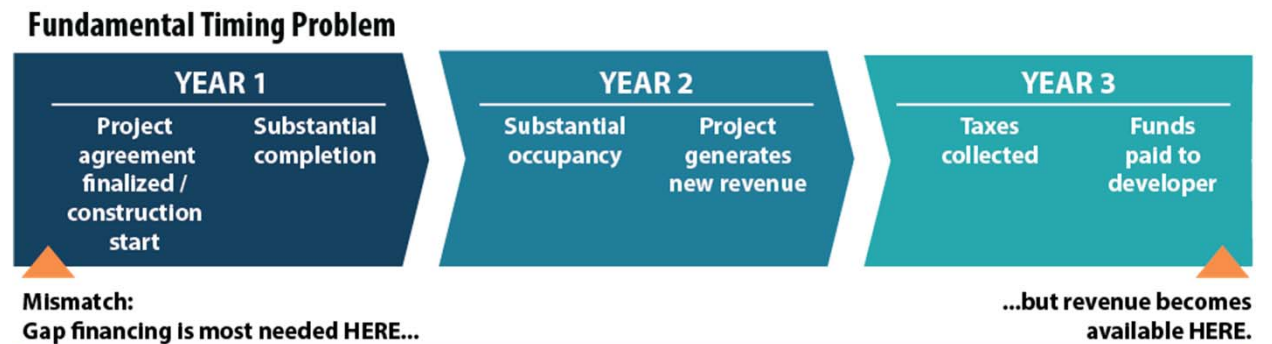 Fundamental Timing Problem
YEAR 1
Project
agreement
finalized /
construction
start
Substantial
completion
YEAR 2
Substantial
occupancy
Project
generates
new revenue
YEAR 3
Taxes
collected
Funds
paid to
developer
Mismatch:
Gap financing is most needed HERE...
...but revenue becomes
available HERE.